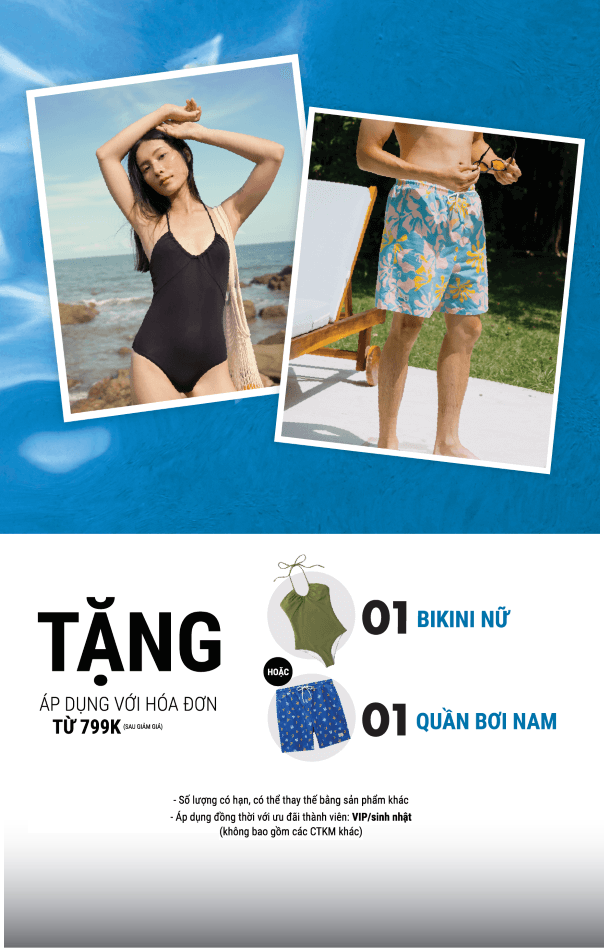 TẶNG
ÁP DỤNG VỚI HÓA ĐƠN
TỪ 799K (SAU GIẢM GIÁ)
01 BIKINI NỮ
HOẶC
01 QUẦN BƠI NAM
- Số lượng có hạn, có thể thay thế bằng sản phẩm khác
- Áp dụng đồng thời với ưu đãi thành viên: VIP/sinh nhật
(không bao gồm các CTKM khác)